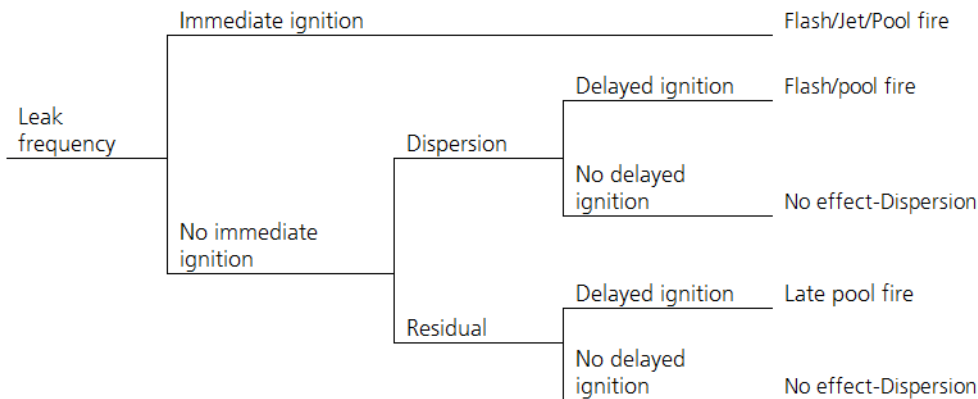 Immediate ignition
Flash/Jet/Pool fire
Delayed ignition
Flash/pool fire
Leak
frequency
Dispersion
No delayed
ignition
No effect-Dispersion
No immediate
ignition
Delayed ignition
Late pool fire
Residual
No delayed
ignition
No effect-Dispersion